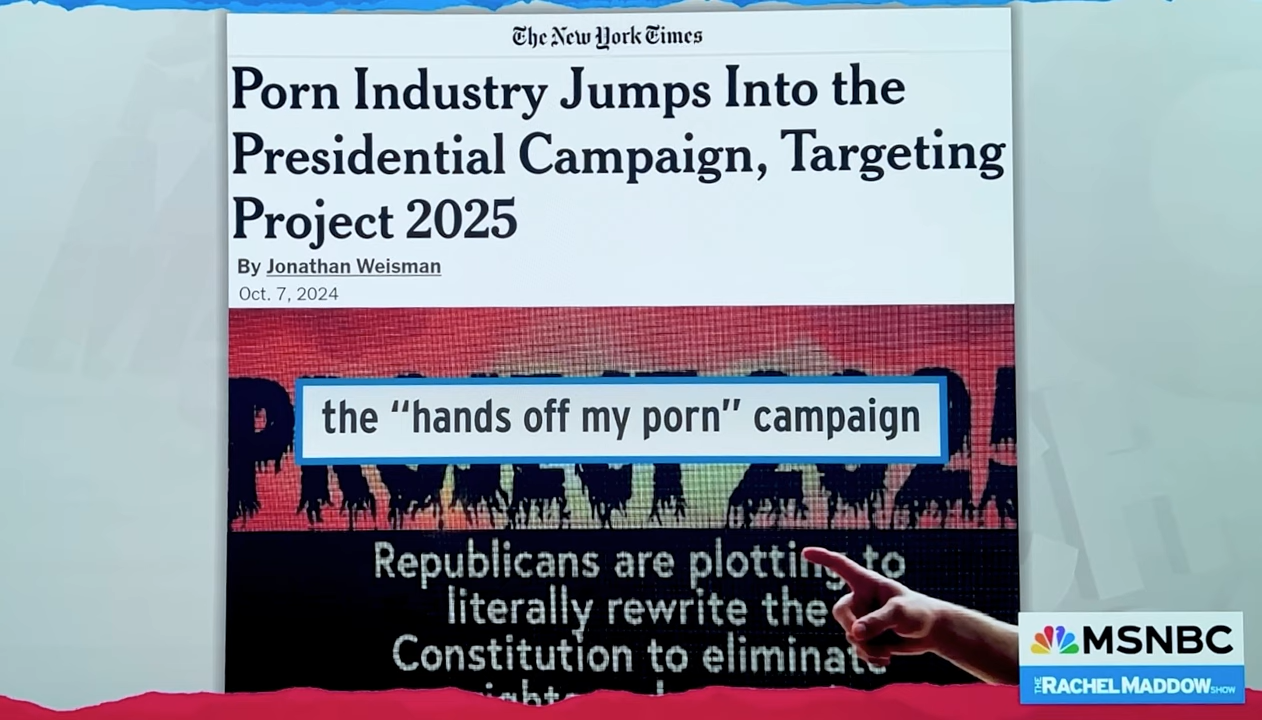 The New York Times
Porn Industry Jumps Into the
Presidential Campaign, Targeting
Project 2025
By Jonathan Weisman
Oct. 7, 2024
PROJECT 2025
the “hands off my porn” campaign
Republicans are plotting to
literally rewrite the
Constitution to eliminate
MSNBC
THE RACHEL MADDOW SHOW